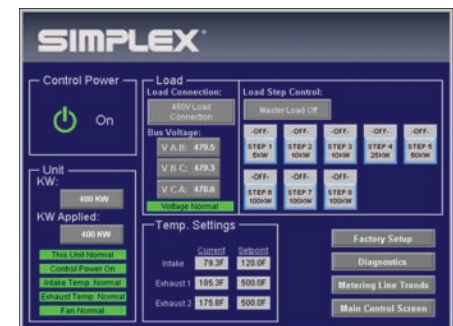 SIMPLEX
Control Power
On
Unit
KW:
400 KW
KW Applied:
400 KW
This Unit Normal
Control Power On
Intake Temp. Normal
Exhaust Temp. Normal
Fan Normal
Load
Load Connection:
480V Load
Connection
Bus Voltage:
V A-B: 479.5
V B-C: 479.3
V C-A: 478.6
Voltage Normal
Load Step Control:
Master Load Off
-OFF- -OFF- -OFF- -OFF- -OFF-
STEP 1 STEP 2 STEP 3 STEP 4 STEP 5
5KW 10KW 10KW 25KW 50KW
-OFF- -OFF- -OFF-
STEP 6 STEP 7 STEP 8
100KW 100KW 100KW
Temp. Settings
Current Setpoint
Intake 79.3F 120.0F
Exhaust 1 185.3F 500.0F
Exhaust 2 175.8F 500.0F
Factory Setup
Diagnostics
Metering Line Trends
Main Control Screen